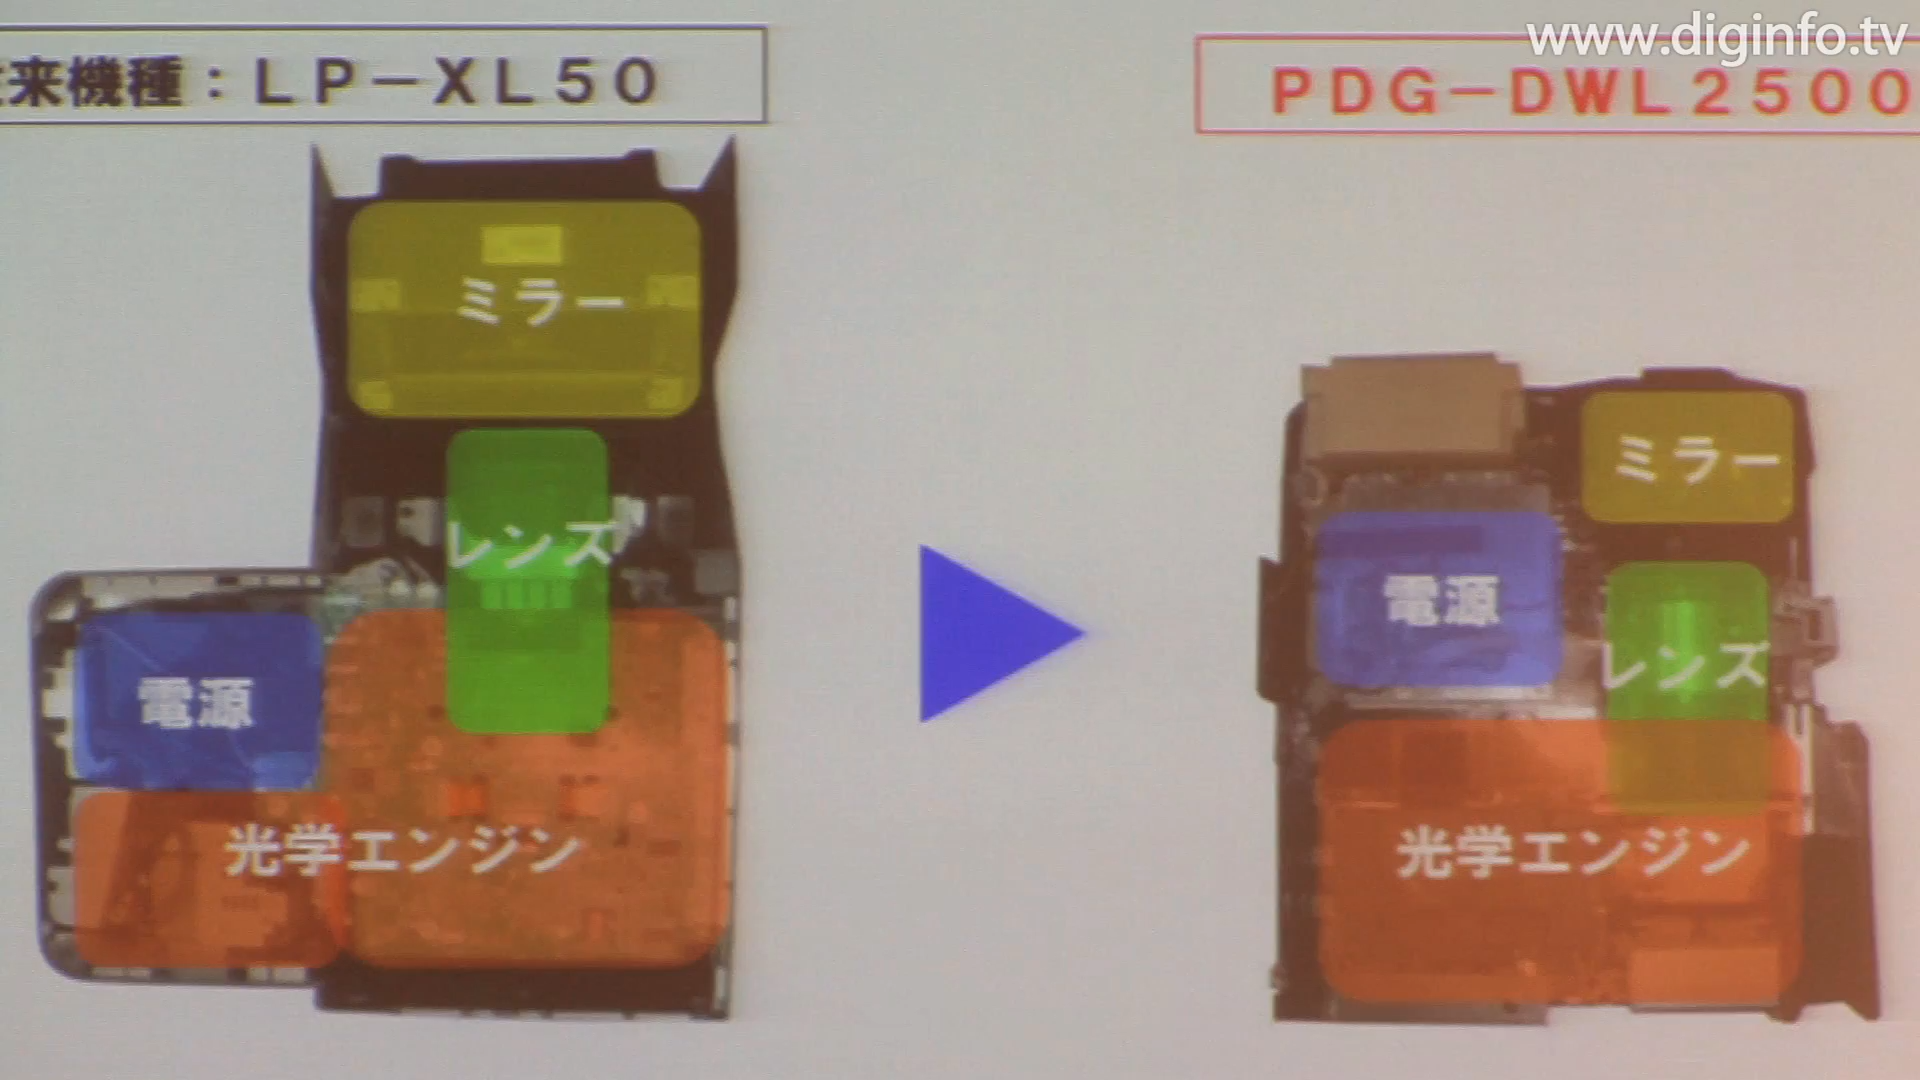 www.diginfo.tv
来機種：LP－XL50
PDG－DWL2500
ミラー
レンズ
電源
光学エンジン
ミラー
電源
レンズ
光学エンジン